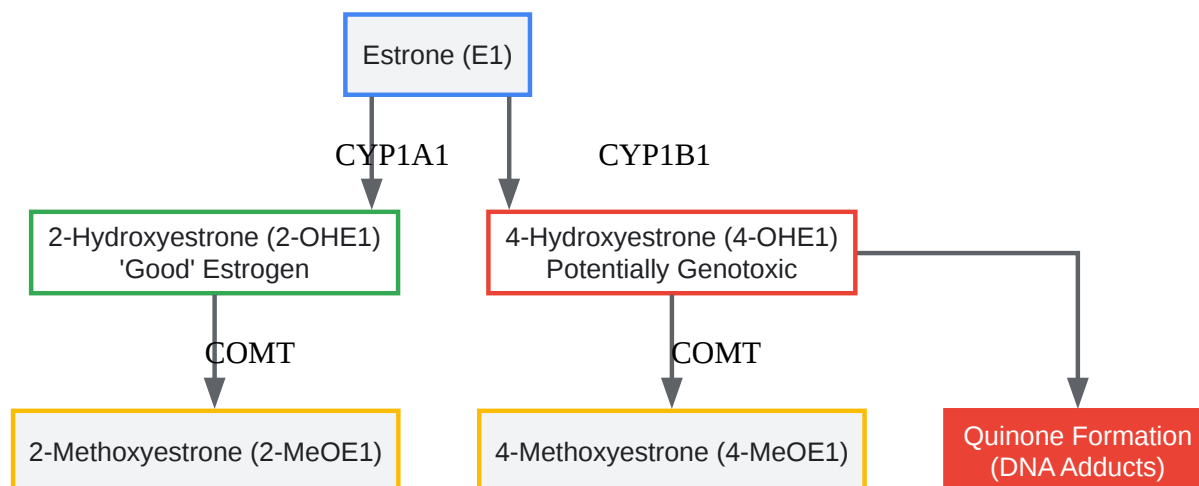 Estrone (E1)
CYP1A1
CYP1B1
2-Hydroxyestrone (2-OHE1)
'Good' Estrogen
4-Hydroxyestrone (4-OHE1)
Potentially Genotoxic
COMT
COMT
2-Methoxyestrone (2-MeOE1)
4-Methoxyestrone (4-MeOE1)
Quinone Formation
(DNA Adducts)